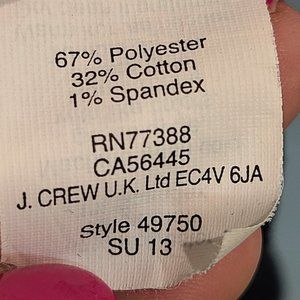 67% Polyester
32% Cotton
1% Spandex
RN77388
CA56445
J. CREW U.K. Ltd EC4V 6JA
Style 49750
SU 13